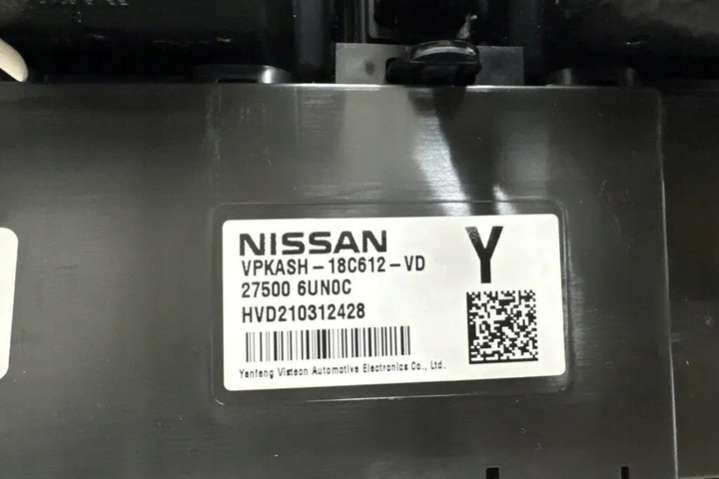 NISSAN
Y
VPKASH-18C612-VD
27500 6UN0C
HVD210312428
Yanfeng Visteon Automotive Electronics Co., Ltd.